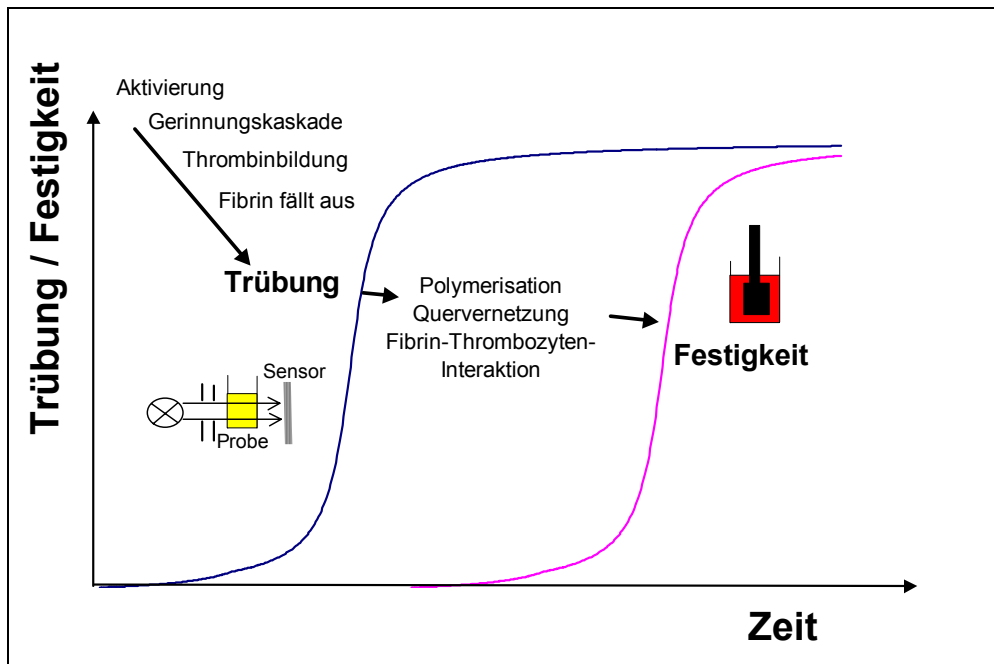 Trübung / Festigkeit
Aktivierung
Gerinnungskaskade
Thrombinbildung
Fibrin fällt aus
Trübung
Polymerisation
Quervernetzung
Fibrin-Thrombozyten-
Interaktion
Festigkeit
Sensor
Probe
Zeit